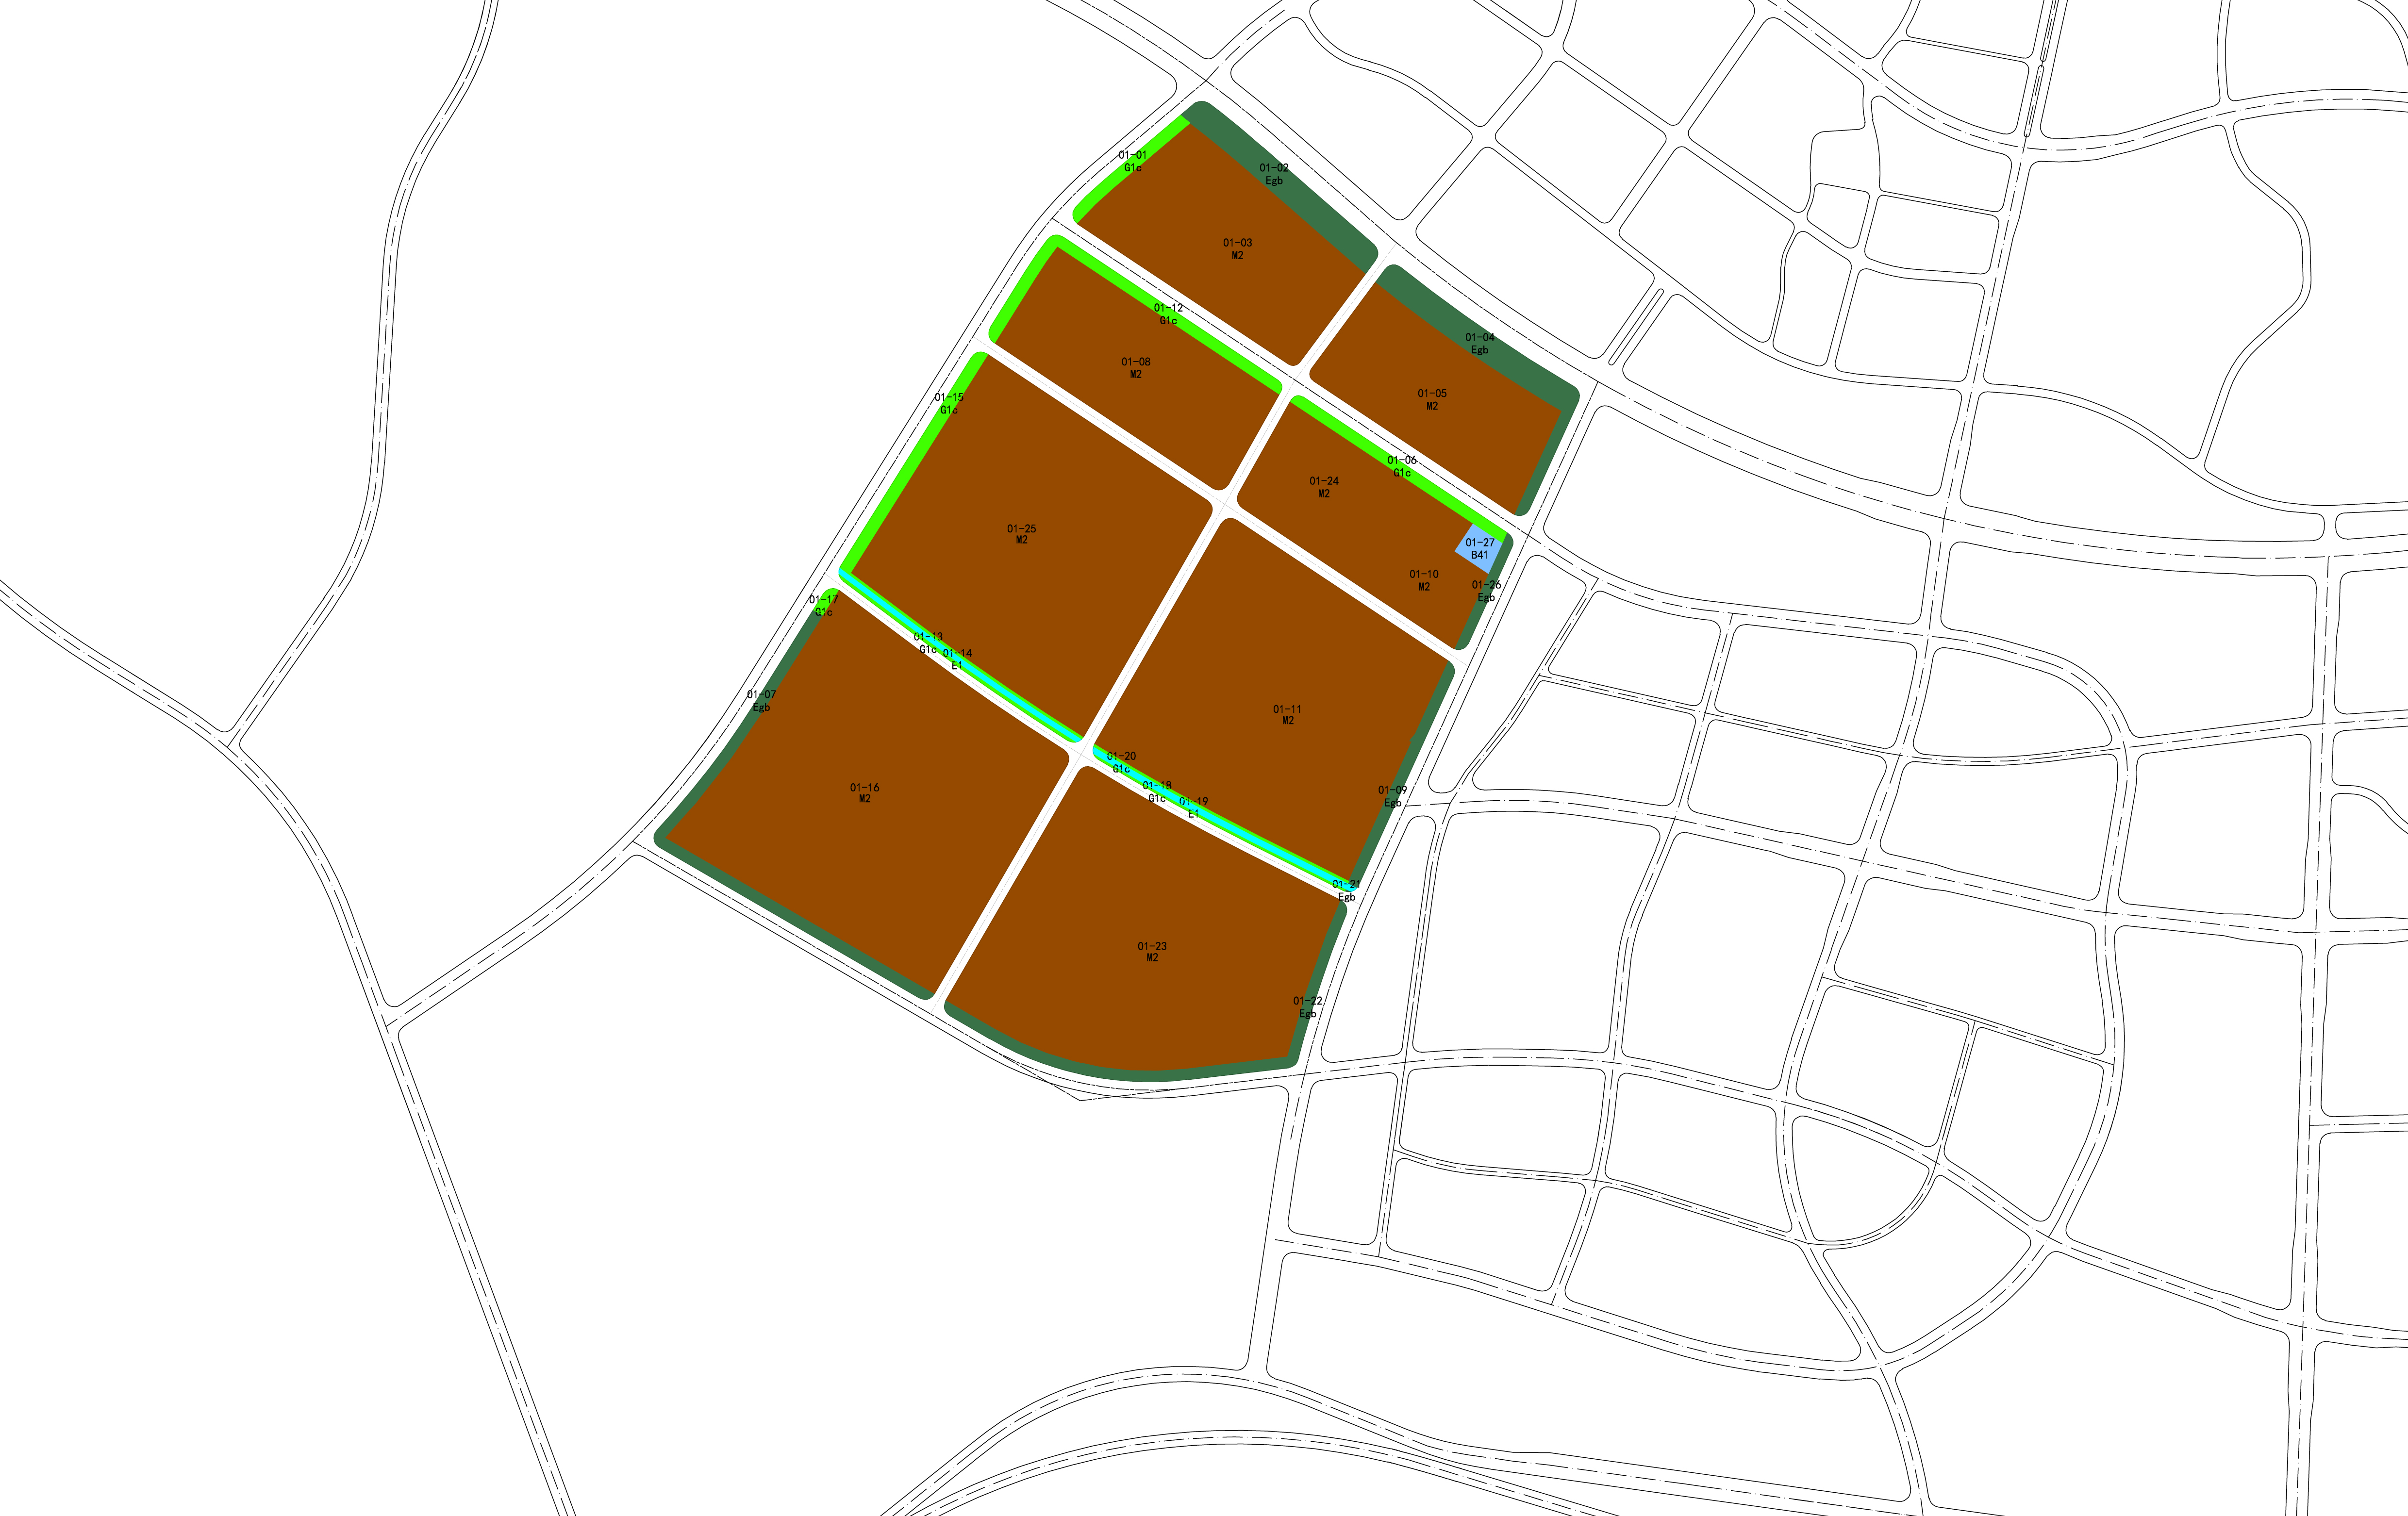 01-01
G1c
01-02
Egb
01-03
M2
01-12
G1c
01-04
Egb
01-08
M2
01-05
M2
01-15
G1c
01-06
G1c
01-24
M2
01-25
M2
01-27
B41
01-10
M2
01-26
Egb
01-17
G1c
01-13
G1c
01-14
E1
01-07
Egb
01-11
M2
01-20
G1c
01-16
M2
01-18
G1c
01-09
Egb
01-19
E1
01-21
Egb
01-23
M2
01-22
Egb